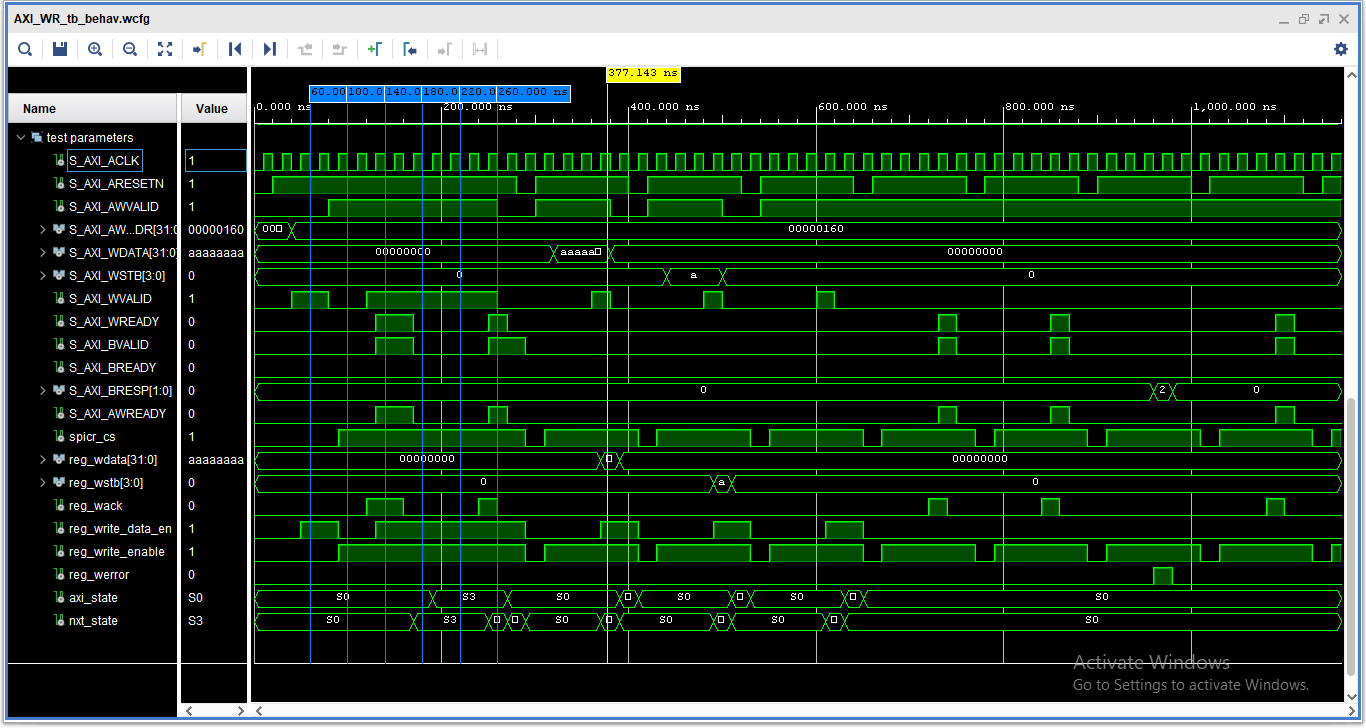 AXI_WR_tb_behav.wcfg
377.143 ns
60.00 100.0 140.0 180.0 220.0 260.000 ns
0.000 ns 200.000 ns 400.000 ns 600.000 ns 800.000 ns 1,000.000 ns
Name Value
test parameters
S_AXI_ACLK 1
S_AXI_ARESETN 1
S_AXI_AWVALID 1
S_AXI_AW...DR[31:0 00000160 00 00000160
S_AXI_WDATA[31:0] aaaaaaaa 00000000 aaaaa 00000000
S_AXI_WSTB[3:0] 0 0 a 0
S_AXI_WVALID 1
S_AXI_WREADY 0
S_AXI_BVALID 0
S_AXI_BREADY 0
S_AXI_BRESP[1:0] 0 0 2 0
S_AXI_AWREADY 0
spicr_cs 1
reg_wdata[31:0] aaaaaaaa 00000000 00000000
reg_wstb[3:0] 0 0 a 0
reg_wack 0
reg_write_data_en 1
reg_write_enable 1
reg_werror 0
axi_state S0 S0 S3 S0 S0 S0 S0
nxt_state S3 S0 S3 S0 S0 S0 S0
Activate Windows
Go to Settings to activate Windows.